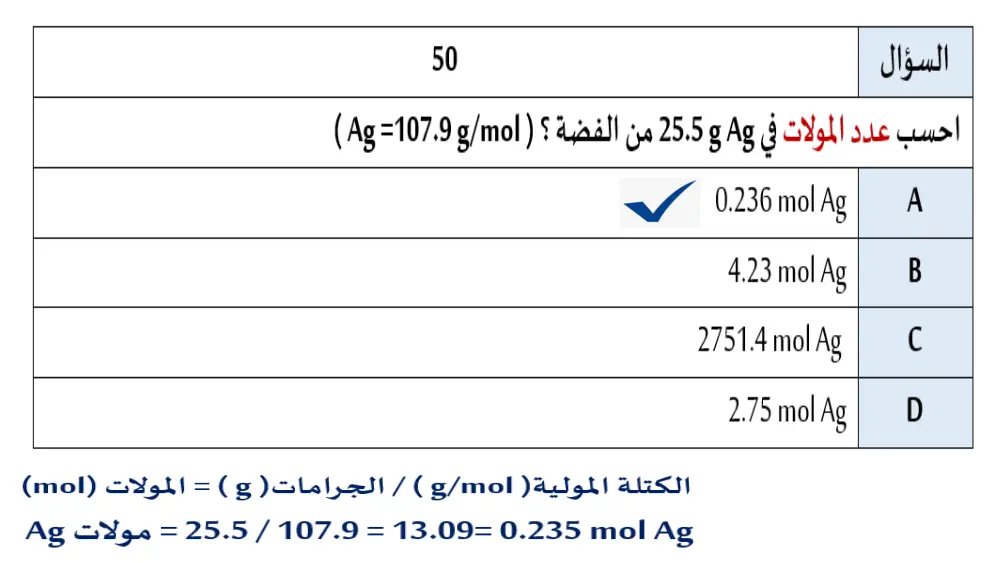 السؤال 50
احسب عدد المولات في 25.5 g Ag من الفضة ؟ ( Ag =107.9 g/mol )
A 0.236 mol Ag
B 4.23 mol Ag
C 2751.4 mol Ag
D 2.75 mol Ag
الكتلة المولية( g/mol ) / الجرامات( g ) = المولات (mol)
Ag مولات = 25.5 / 107.9 = 13.09= 0.235 mol Ag